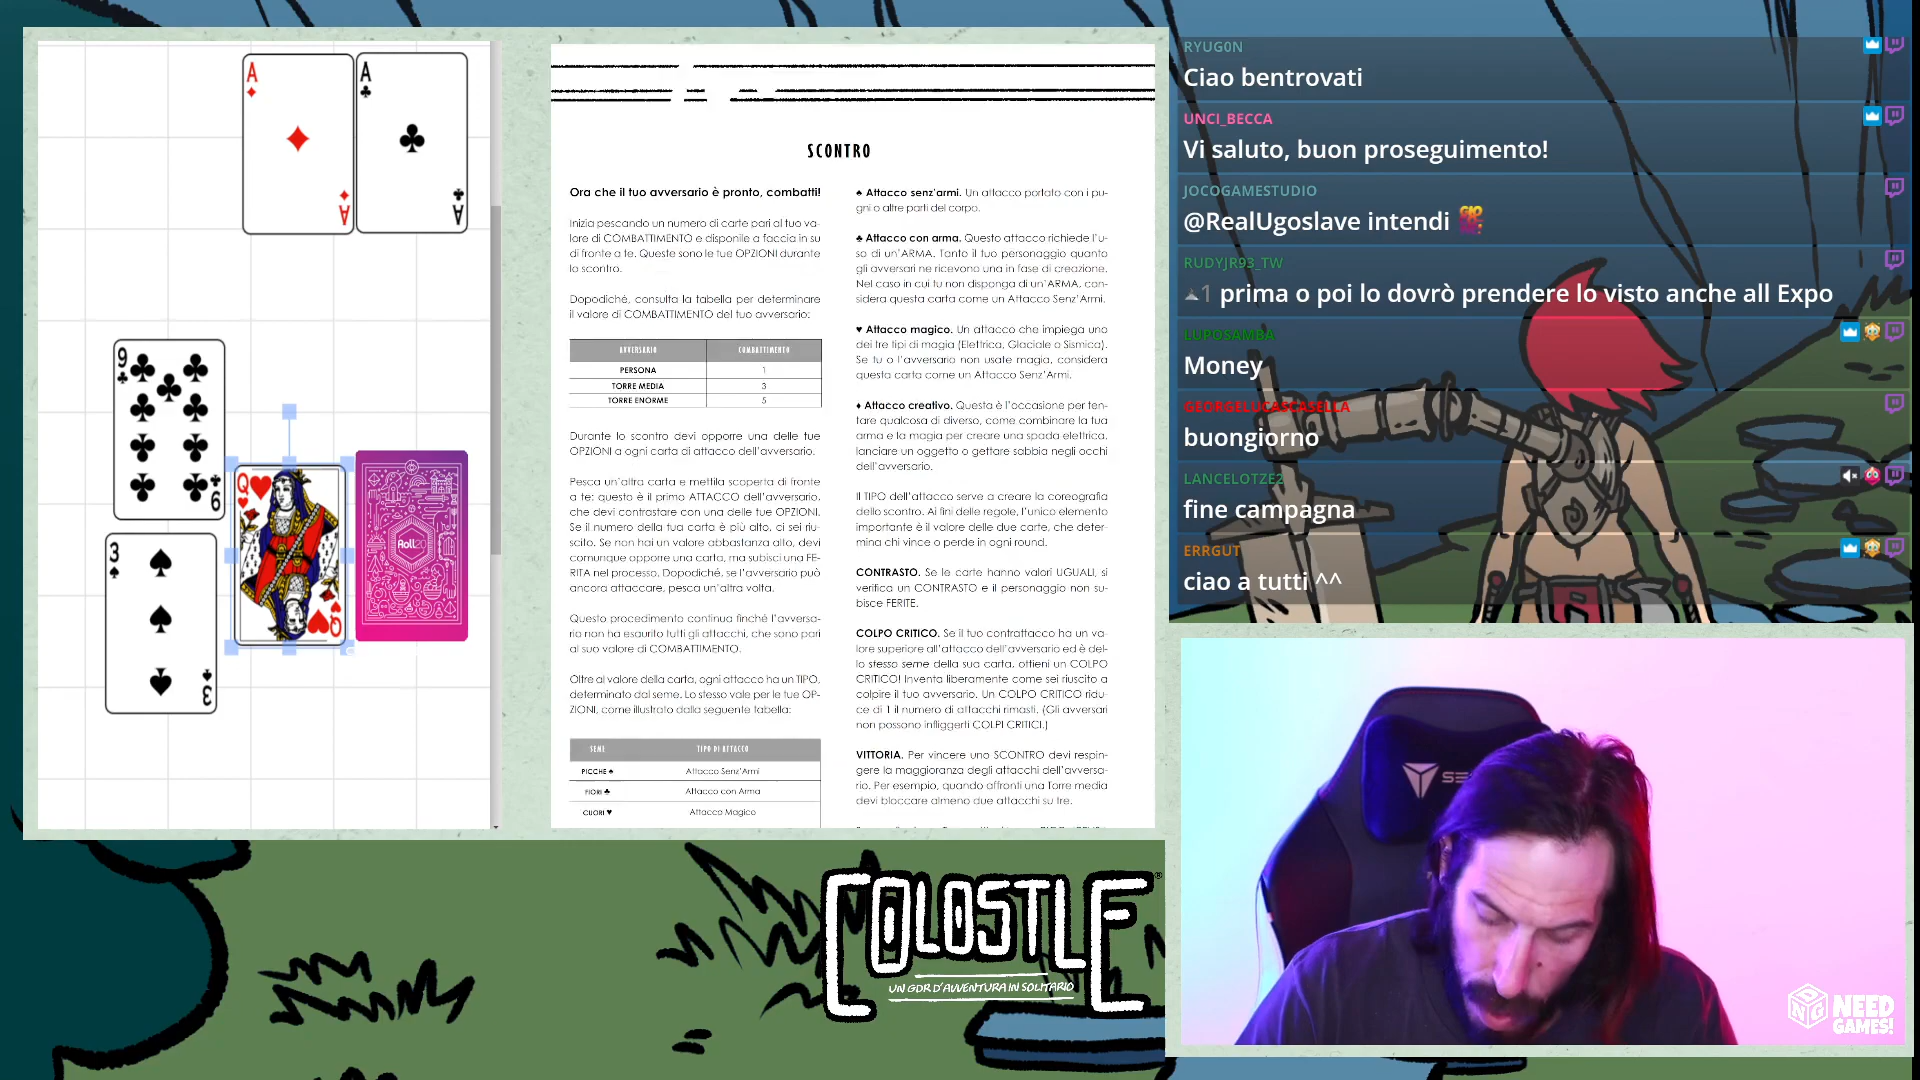 A
A
A
A
9
9
3
3
Q
Q
Roll20
SCONTRO
Ora che il tuo avversario è pronto, combatti!
Inizia pescando un numero di carte pari al tuo va-
lore di COMBATTIMENTO e disponile a faccia in su
di fronte a te. Queste sono le tue OPZIONI durante
lo scontro.
Dopodiché, consulta la tabella per determinare
il valore di COMBATTIMENTO del tuo avversario:
AVVERSARIO COMBATTIMENTO
PERSONA 1
TORRE MEDIA 3
TORRE ENORME 5
Durante lo scontro devi opporre una delle tue
OPZIONI a ogni carta di attacco dell'avversario.
Pesca un'altra carta e mettila scoperta di fronte
a te: questo è il primo ATTACCO dell'avversario,
che devi contrastare con una delle tue OPZIONI.
Se il numero della tua carta è più alto, ci sei riu-
scito. Se non hai un valore abbastanza alto, devi
comunque opporre una carta, ma subisci una FE-
RITA nel processo. Dopodiché, se l'avversario può
ancora attaccare, pesca un'altra volta.
Questo procedimento continua finché l'avversa-
rio non ha esaurito tutti gli attacchi, che sono pari
al suo valore di COMBATTIMENTO.
Oltre al valore della carta, ogni attacco ha un TIPO,
determinato dal seme. Lo stesso vale per le tue OP-
ZIONI, come illustrato dalla seguente tabella:
SEME TIPO DI ATTACCO
PICCHE ♠ Attacco Senz'Armi
FIORI ♣ Attacco con Arma
CUORI ♥ Attacco Magico
♠ Attacco senz'armi. Un attacco portato con i pu-
gni o altre parti del corpo.
♣ Attacco con arma. Questo attacco richiede l'u-
so di un'ARMA. Tanto il tuo personaggio quanto
gli avversari ne ricevono una in fase di creazione.
Nel caso in cui tu non disponga di un'ARMA, con-
sidera questa carta come un Attacco Senz'Armi.
♥ Attacco magico. Un attacco che impiega uno
dei tre tipi di magia (Elettrica, Glaciale o Sismica).
Se tu o l'avversario non usate magia, considera
questa carta come un Attacco Senz'Armi.
♦ Attacco creativo. Questa è l'occasione per ten-
tare qualcosa di diverso, come combinare la tua
arma e la magia per creare una spada elettrica,
lanciare un oggetto o gettare sabbia negli occhi
dell'avversario.
Il TIPO dell'attacco serve a creare la coreografia
dello scontro. Ai fini delle regole, l'unico elemento
importante è il valore delle due carte, che deter-
mina chi vince o perde in ogni round.
CONTRASTO. Se le carte hanno valori UGUALI, si
verifica un CONTRASTO e il personaggio non su-
bisce FERITE.
COLPO CRITICO. Se il tuo contrattacco ha un va-
lore superiore all'attacco dell'avversario ed è del-
lo stesso seme della sua carta, ottieni un COLPO
CRITICO! Inventa liberamente come sei riuscito a
colpire il tuo avversario. Un COLPO CRITICO ridu-
ce di 1 il numero di attacchi rimasti. (Gli avversari
non possono infliggerti COLPI CRITICI.)
VITTORIA. Per vincere uno SCONTRO devi respin-
gere la maggioranza degli attacchi dell'avversa-
rio. Per esempio, quando affronti una Torre media
devi bloccare almeno due attacchi su tre.
RYUG0N
Ciao bentrovati
UNCI_BECCA
Vi saluto, buon proseguimento!
JOCOGAMESTUDIO
@RealUgoslave intendi
RUDYJR93_TW
1 prima o poi lo dovrò prendere lo visto anche all Expo
LUPOSAMBA
Money
GEORGELUCASCASELLA
buongiorno
LANCELOTZE2
fine campagna
ERRGUT
ciao a tutti ^^
COLOSTLE®
UN GDR D'AVVENTURA IN SOLITARIO
NEED
GAMES!